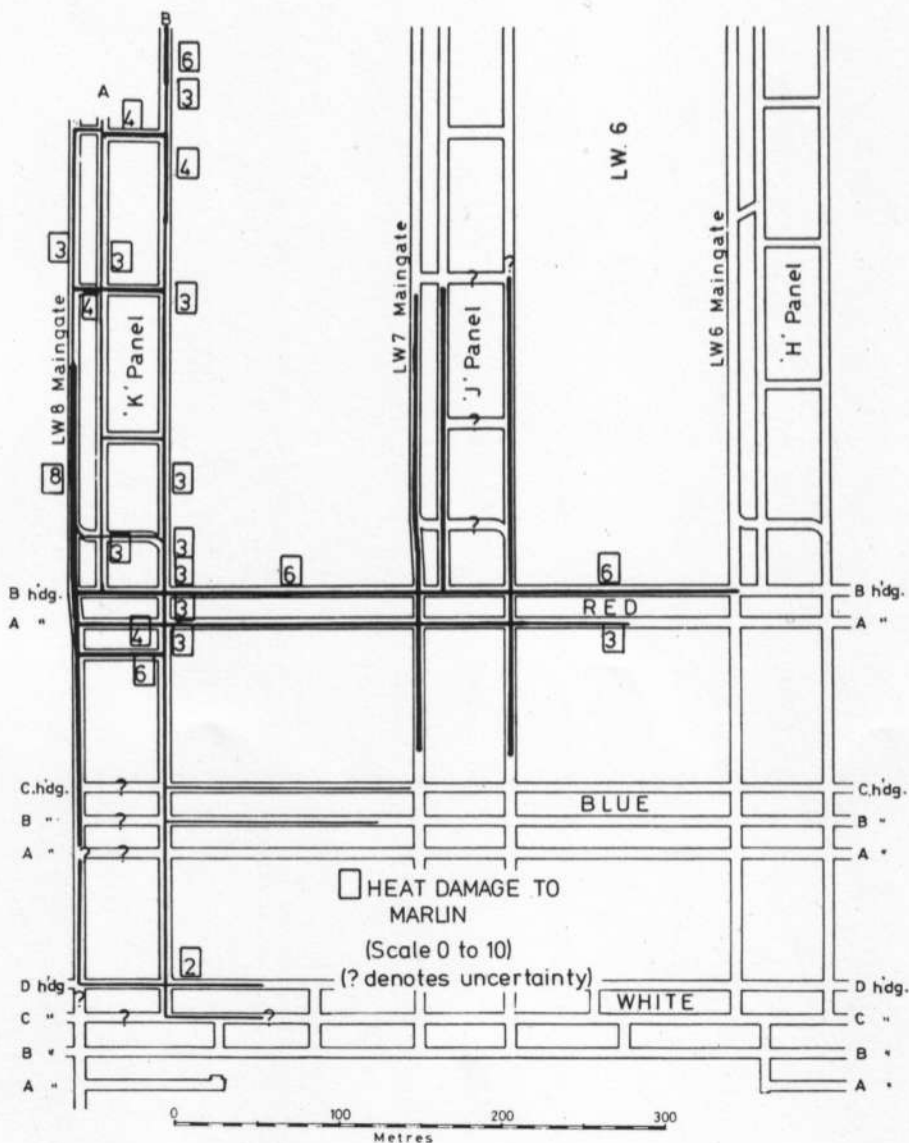 B
6
A
3
4
4
LW. 6
3
3
3
4
LW8 Maingate
'K' Panel
LW7 Maingate
?
?
'J' Panel
?
?
LW6 Maingate
'H' Panel
8
3
3
3
3
6
6
B h'dg.
RED
B h'dg.
3
A "
4
3
3
A "
6
C.h'dg.
?
BLUE
C.h'dg.
B "
?
B "
A "
?
?
A "
HEAT DAMAGE TO
MARLIN
(Scale 0 to 10)
(? denotes uncertainty)
2
D h'dg
?
WHITE
D h'dg.
C "
?
?
C "
B "
B "
A "
A "
0 100 200 300
Metres